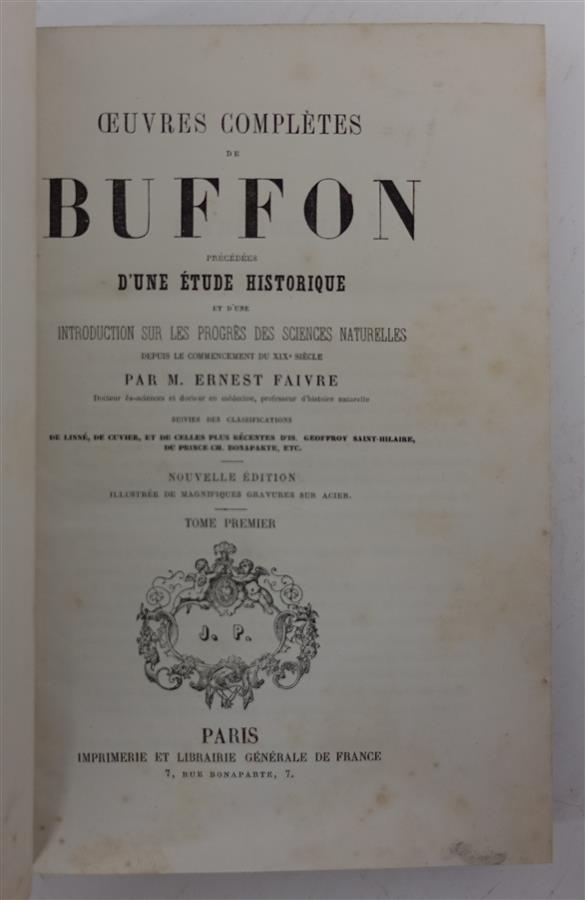 ŒUVRES COMPLÈTES
DE
BUFFON
PRÉCÉDÉES
D'UNE ÉTUDE HISTORIQUE
ET D'UNE
INTRODUCTION SUR LES PROGRÈS DES SCIENCES NATURELLES
DEPUIS LE COMMENCEMENT DU XIXe SIÈCLE
PAR M. ERNEST FAIVRE
Docteur ès-sciences et docteur en médecine, professeur d'histoire naturelle
SUIVIES DES CLASSIFICATIONS
DE LINNÉ, DE CUVIER, ET DE CELLES PLUS RÉCENTES D'IS. GEOFFROY SAINT-HILAIRE,
DU PRINCE CH. BONAPARTE, ETC.
NOUVELLE ÉDITION
ILLUSTRÉE DE MAGNIFIQUES GRAVURES SUR ACIER.
TOME PREMIER
J. P.
PARIS
IMPRIMERIE ET LIBRAIRIE GÉNÉRALE DE FRANCE
7, RUE BONAPARTE, 7.